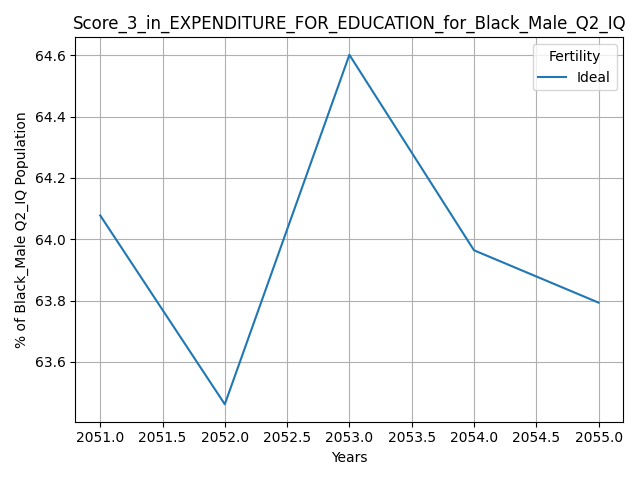 Score_3_in_EXPENDITURE_FOR_EDUCATION_for_Black_Male_Q2_IQ
Fertility
Ideal
% of Black_Male Q2_IQ Population
64.6
64.4
64.2
64.0
63.8
63.6
2051.0 2051.5 2052.0 2052.5 2053.0 2053.5 2054.0 2054.5 2055.0
Years